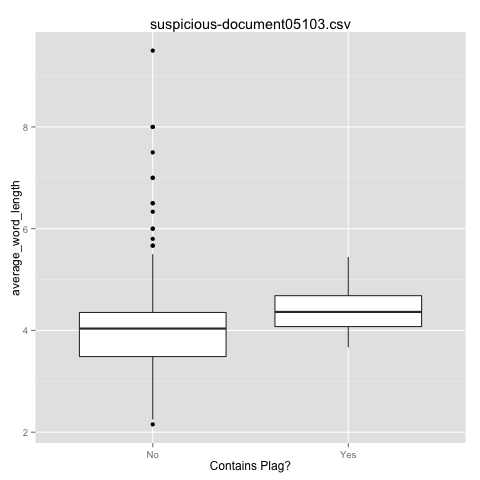 suspicious-document05103.csv
average_word_length
8
6
4
2
No
Yes
Contains Plag?